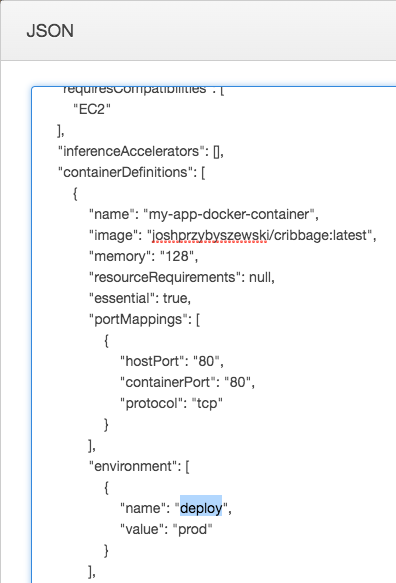 JSON
"requiresCompatibilities": [
"EC2"
],
"inferenceAccelerators": [],
"containerDefinitions": [
{
"name": "my-app-docker-container",
"image": "joshprzybyszewski/cribbage:latest",
"memory": "128",
"resourceRequirements": null,
"essential": true,
"portMappings": [
{
"hostPort": "80",
"containerPort": "80",
"protocol": "tcp"
}
],
"environment": [
{
"name": "deploy",
"value": "prod"
}
],